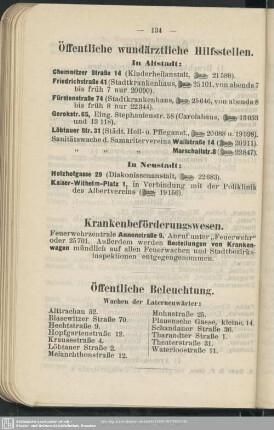 — 134 —
Öffentliche wundärztliche Hilfsstellen.
In Altstadt:
Chemnitzer Straße 14 (Kinderheilanstalt, 21588).
Friedrichstraße 41 (Stadtkrankenhaus, 25101, von abends 7
bis früh 7 nur 20090).
Fürstenstraße 74 (Stadtkrankenhaus, 25646, von abends 8
bis früh 8 nur 22344).
Gerokstr. 65, Eing. Stephanienstr. 58 (Carolahaus,
und 13118).
Löbtauer Str. 31 (Städt. Heil- u. Pflegeanst., 20068 u. 19598).
Sanitätswache d. Samaritervereins Wallstraße 14 (20911).
" " " Marschallstr. (22847).
In Neustadt:
Holzhofgasse 29 (Diakonissenanstalt, 22683).
Kaiser-Wilhelm-Platz 1, in Verbindung mit der Poliklinik
des Albertvereins (19156).
Krankenbeförderungswesen.
Feuerwehrzentrale Annenstraße 9. Anruf unter „Feuerwehr“
oder 25701. Außerdem werden Bestellungen von Kranken-
wagen mündlich auf allen Feuerwachen und Stadtbezirks-
inspektionen entgegengenommen.
Öffentliche Beleuchtung.
Wachen der Laternenwärter:
Alttrachau 32.
Blasewitzer Straße 70.
Hechtstraße 9.
Hopfgartenstraße 12.
Krausestraße 4.
Löbtauer Straße 2.
Melanchthonstraße 12.
Mohnstraße 25.
Plauensche Gasse, kleine, 14.
Schandauer Straße 36.
Tharandter Straße 1.
Theaterstraße 31.
Waterloostraße 11.